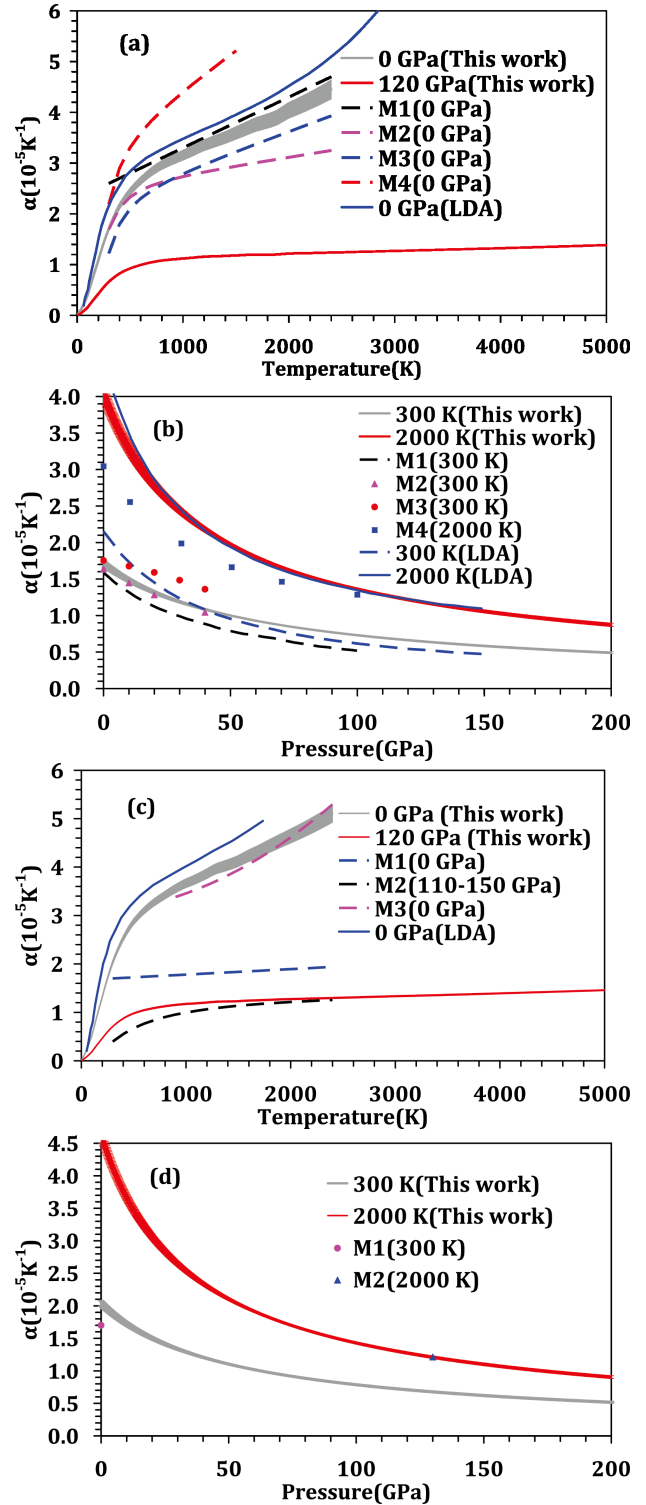 6
5
4
3
2
1
0
α(10⁻⁵K⁻¹)
(a)
0 GPa(This work)
120 GPa(This work)
M1(0 GPa)
M2(0 GPa)
M3(0 GPa)
M4(0 GPa)
0 GPa(LDA)
0 1000 2000 3000 4000 5000
Temperature(K)
4.0
3.5
3.0
2.5
2.0
1.5
1.0
0.5
0.0
α(10⁻⁵K⁻¹)
(b)
300 K(This work)
2000 K(This work)
M1(300 K)
M2(300 K)
M3(300 K)
M4(2000 K)
300 K(LDA)
2000 K(LDA)
0 50 100 150 200
Pressure(GPa)
6
5
4
3
2
1
0
α(10⁻⁵K⁻¹)
(c)
0 GPa (This work)
120 GPa (This work)
M1(0 GPa)
M2(110-150 GPa)
M3(0 GPa)
0 GPa(LDA)
0 1000 2000 3000 4000 5000
Temperature(K)
4.5
4.0
3.5
3.0
2.5
2.0
1.5
1.0
0.5
0.0
α(10⁻⁵K⁻¹)
(d)
300 K(This work)
2000 K(This work)
M1(300 K)
M2(2000 K)
0 50 100 150 200
Pressure(GPa)